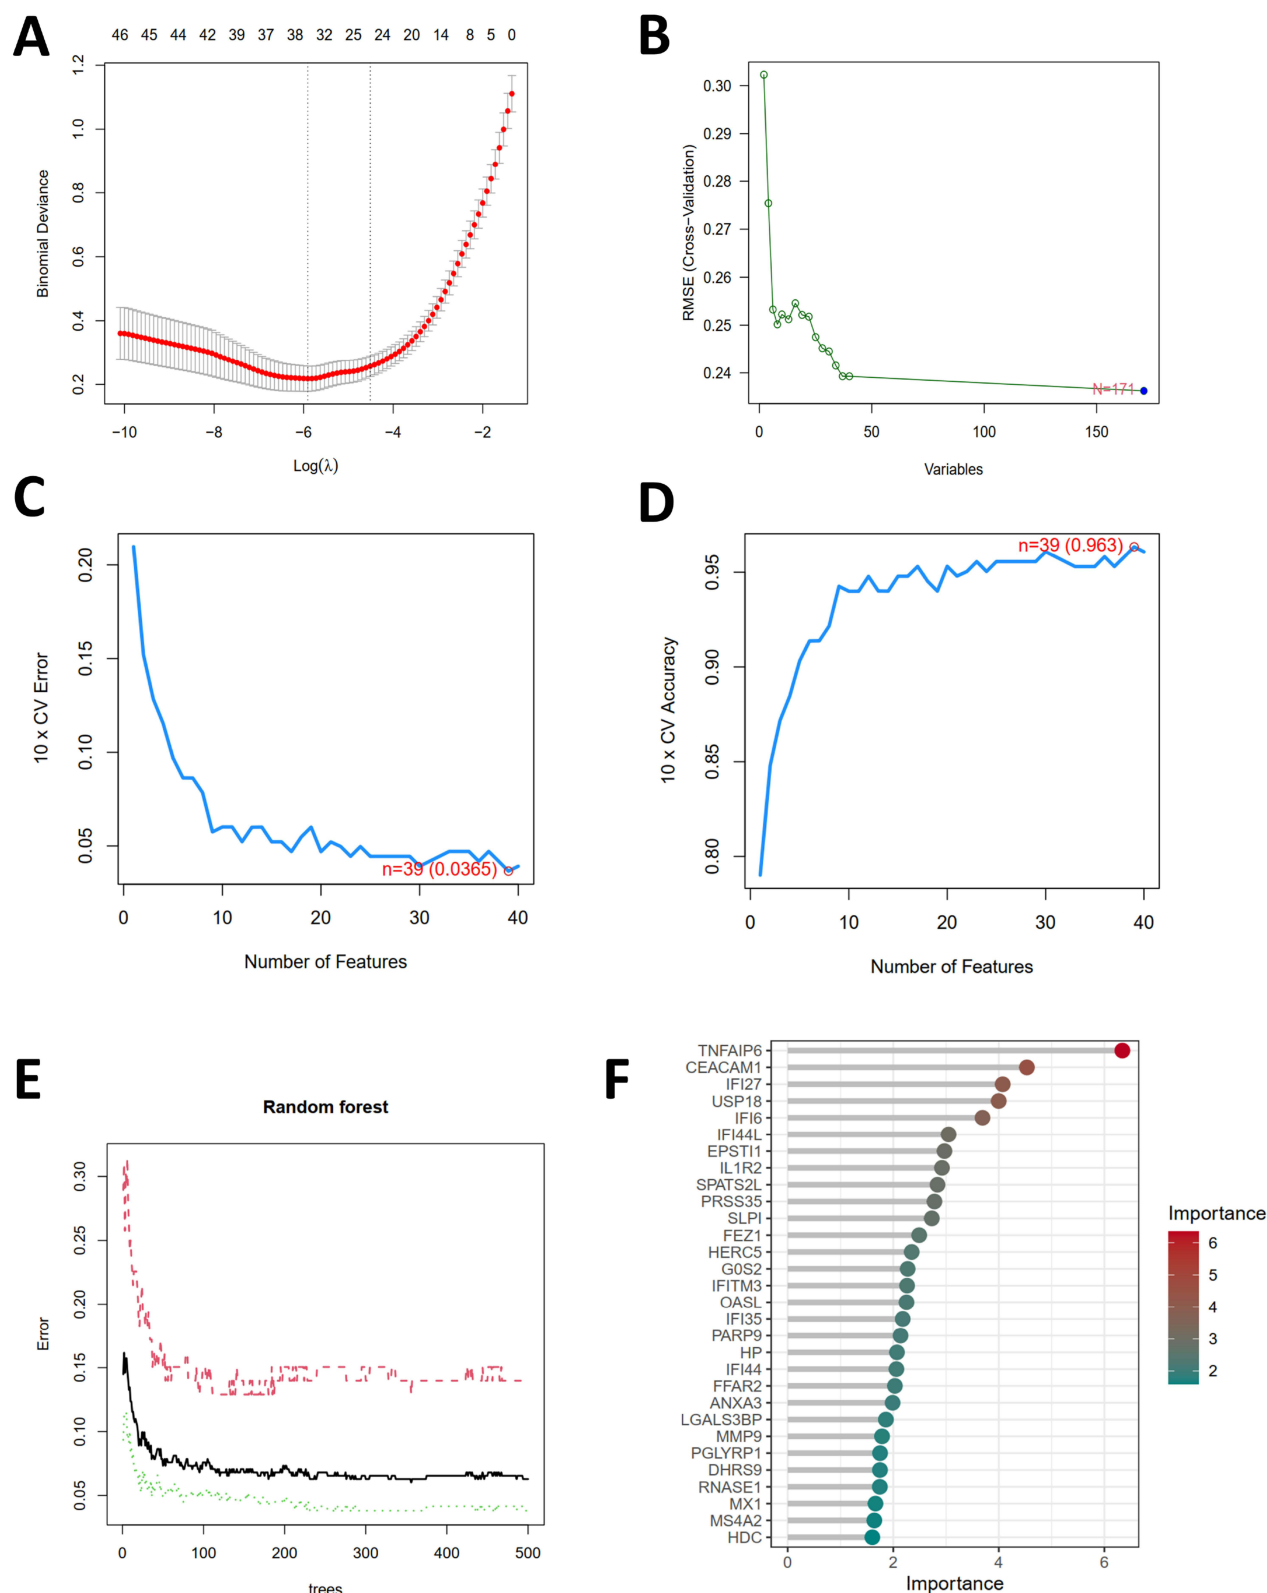 A
46 45 44 42 39 37 38 32 25 24 20 14 8 5 0
Binomial Deviance
1.2
1.0
0.8
0.6
0.4
0.2
−10 −8 −6 −4 −2
Log(λ)
B
RMSE (Cross−Validation)
0.30
0.29
0.28
0.27
0.26
0.25
0.24
N=171
0 50 100 150
Variables
C
10 x CV Error
0.20
0.15
0.10
0.05
n=39 (0.0365)
0 10 20 30 40
Number of Features
D
10 x CV Accuracy
0.95
0.90
0.85
0.80
n=39 (0.963)
0 10 20 30 40
Number of Features
E
Random forest
Error
0.30
0.25
0.20
0.15
0.10
0.05
0 100 200 300 400 500
trees
F
TNFAIP6
CEACAM1
IFI27
USP18
IFI6
IFI44L
EPSTI1
IL1R2
SPATS2L
PRSS35
SLPI
FEZ1
HERC5
G0S2
IFITM3
OASL
IFI35
PARP9
HP
IFI44
FFAR2
ANXA3
LGALS3BP
MMP9
PGLYRP1
DHRS9
RNASE1
MX1
MS4A2
HDC
0 2 4 6
Importance
Importance
6
5
4
3
2